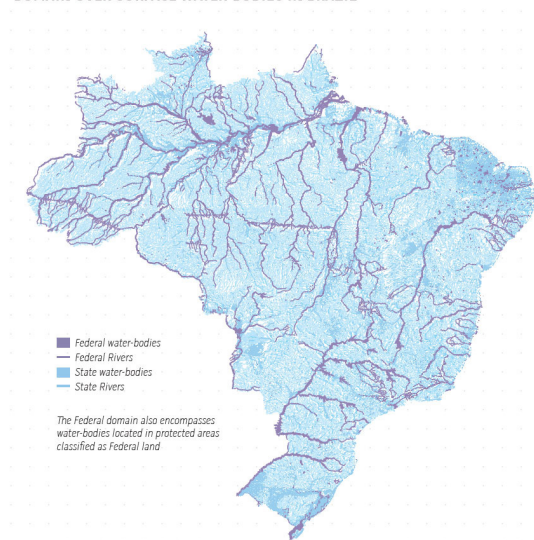 Federal water-bodies
Federal Rivers
State water-bodies
State Rivers
The Federal domain also encompasses
water-bodies located in protected areas
classified as Federal land